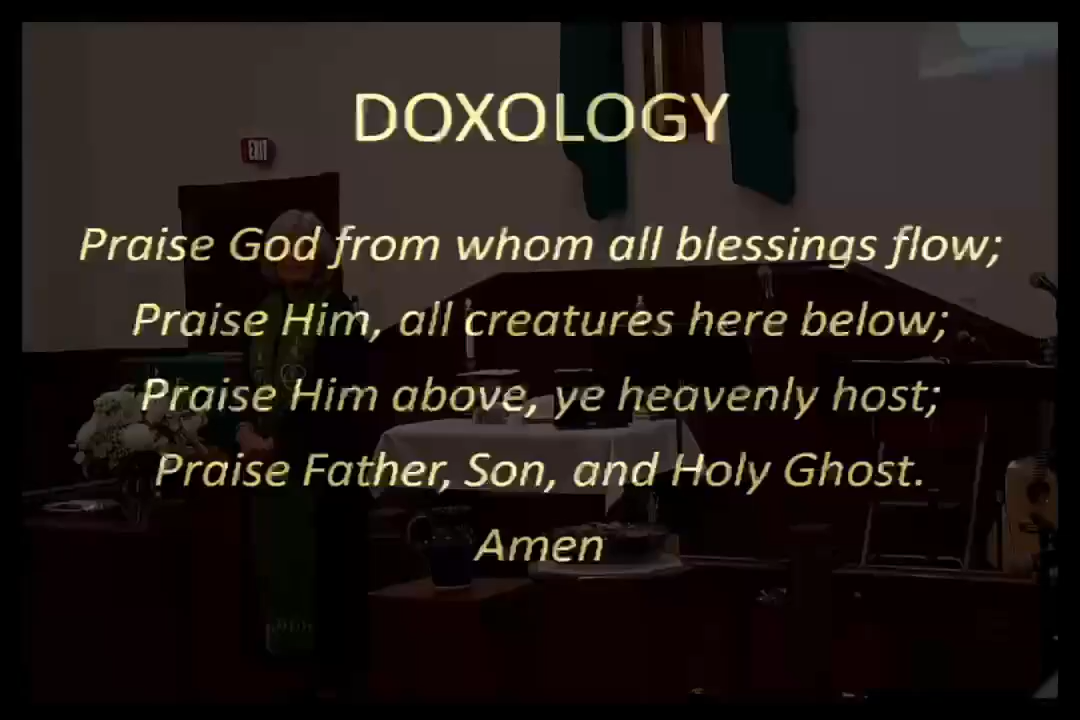 DOXOLOGY
EXIT
Praise God from whom all blessings flow;
Praise Him, all creatures here below;
Praise Him above, ye heavenly host;
Praise Father, Son, and Holy Ghost.
Amen